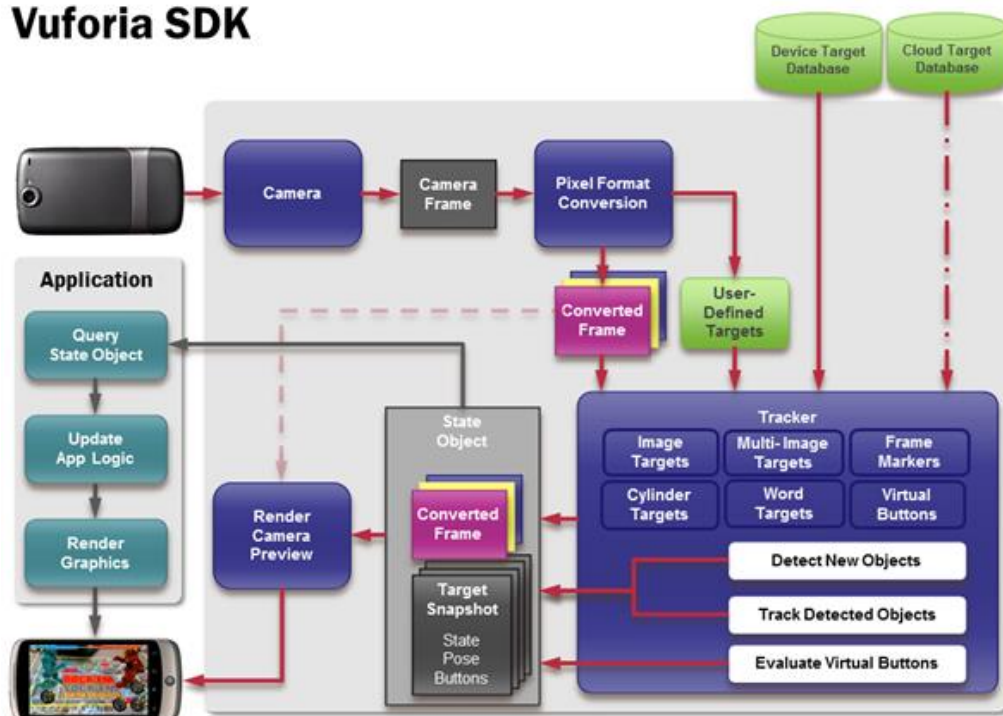 Vuforia SDK
Device Target
Database
Cloud Target
Database
Camera
Camera
Frame
Pixel Format
Conversion
Application
Query
State Object
Update
App Logic
Render
Graphics
Converted
Frame
User-
Defined
Targets
State
Object
Converted
Frame
Target
Snapshot
State
Pose
Buttons
Render
Camera
Preview
Tracker
Image
Targets
Multi-Image
Targets
Frame
Markers
Cylinder
Targets
Word
Targets
Virtual
Buttons
Detect New Objects
Track Detected Objects
Evaluate Virtual Buttons